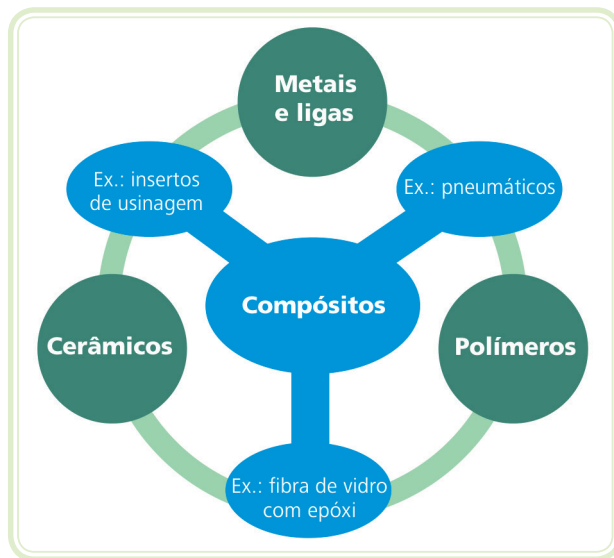 Metais
e ligas
Ex.: insertos
de usinagem
Ex.: pneumáticos
Compósitos
Cerâmicos
Polímeros
Ex.: fibra de vidro
com epóxi